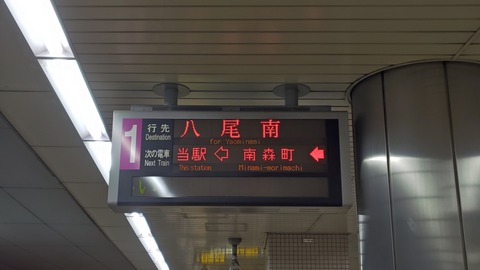 1
行先 八尾南
Destination for Yaominami
次の電車 当駅 ⇦ 南森町 ←
Next Train This station Minami-morimachi